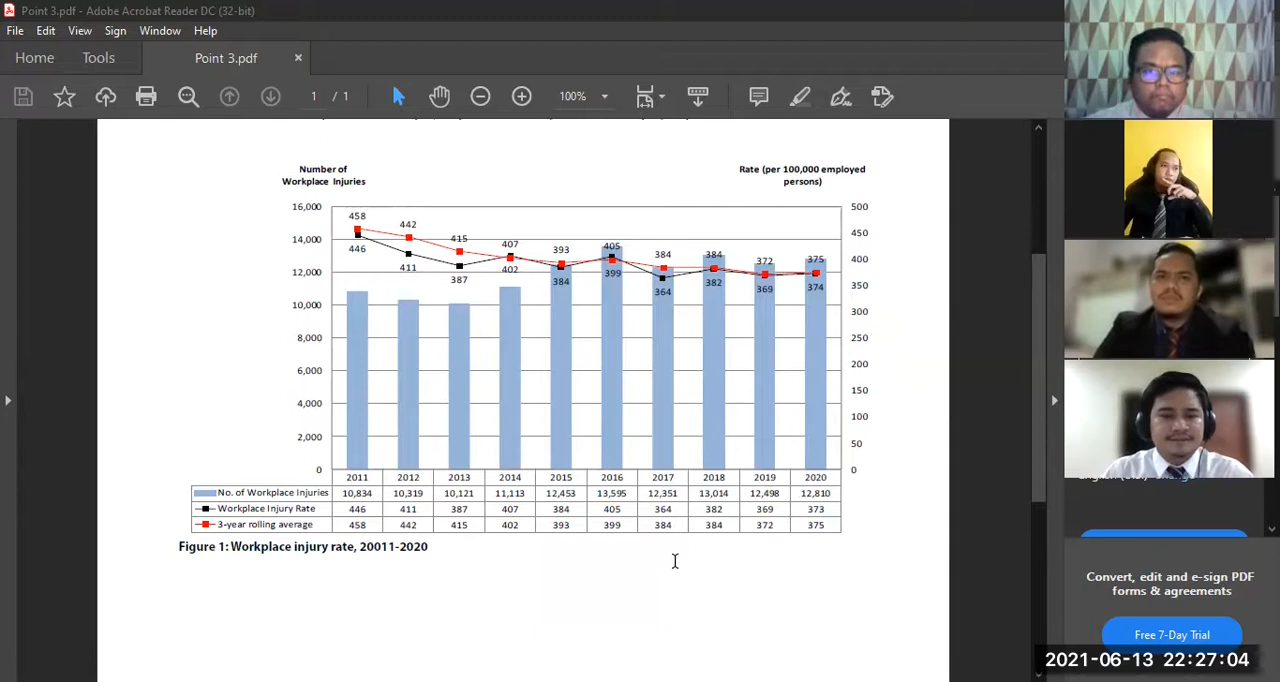 Point 3.pdf - Adobe Acrobat Reader DC (32-bit)
File Edit View Sign Window Help
Home Tools Point 3.pdf ×
1 / 1 100%
Number of
Workplace Injuries
Rate (per 100,000 employed
persons)
16,000 500
14,000 450
12,000 400
10,000 350
8,000 300
6,000 250
4,000 200
2,000 150
0 100
50
0
458 442 415 407 393 405 384 384 372 375
446 411 387 402 384 399 364 382 369 374
2011 2012 2013 2014 2015 2016 2017 2018 2019 2020
No. of Workplace Injuries 10,834 10,319 10,121 11,113 12,453 13,595 12,351 13,014 12,498 12,810
Workplace Injury Rate 446 411 387 407 384 405 364 382 369 373
3-year rolling average 458 442 415 402 393 399 384 384 372 375
Figure 1: Workplace injury rate, 20011-2020
Convert, edit and e-sign PDF
forms & agreements
Free 7-Day Trial
2021-06-13 22:27:04